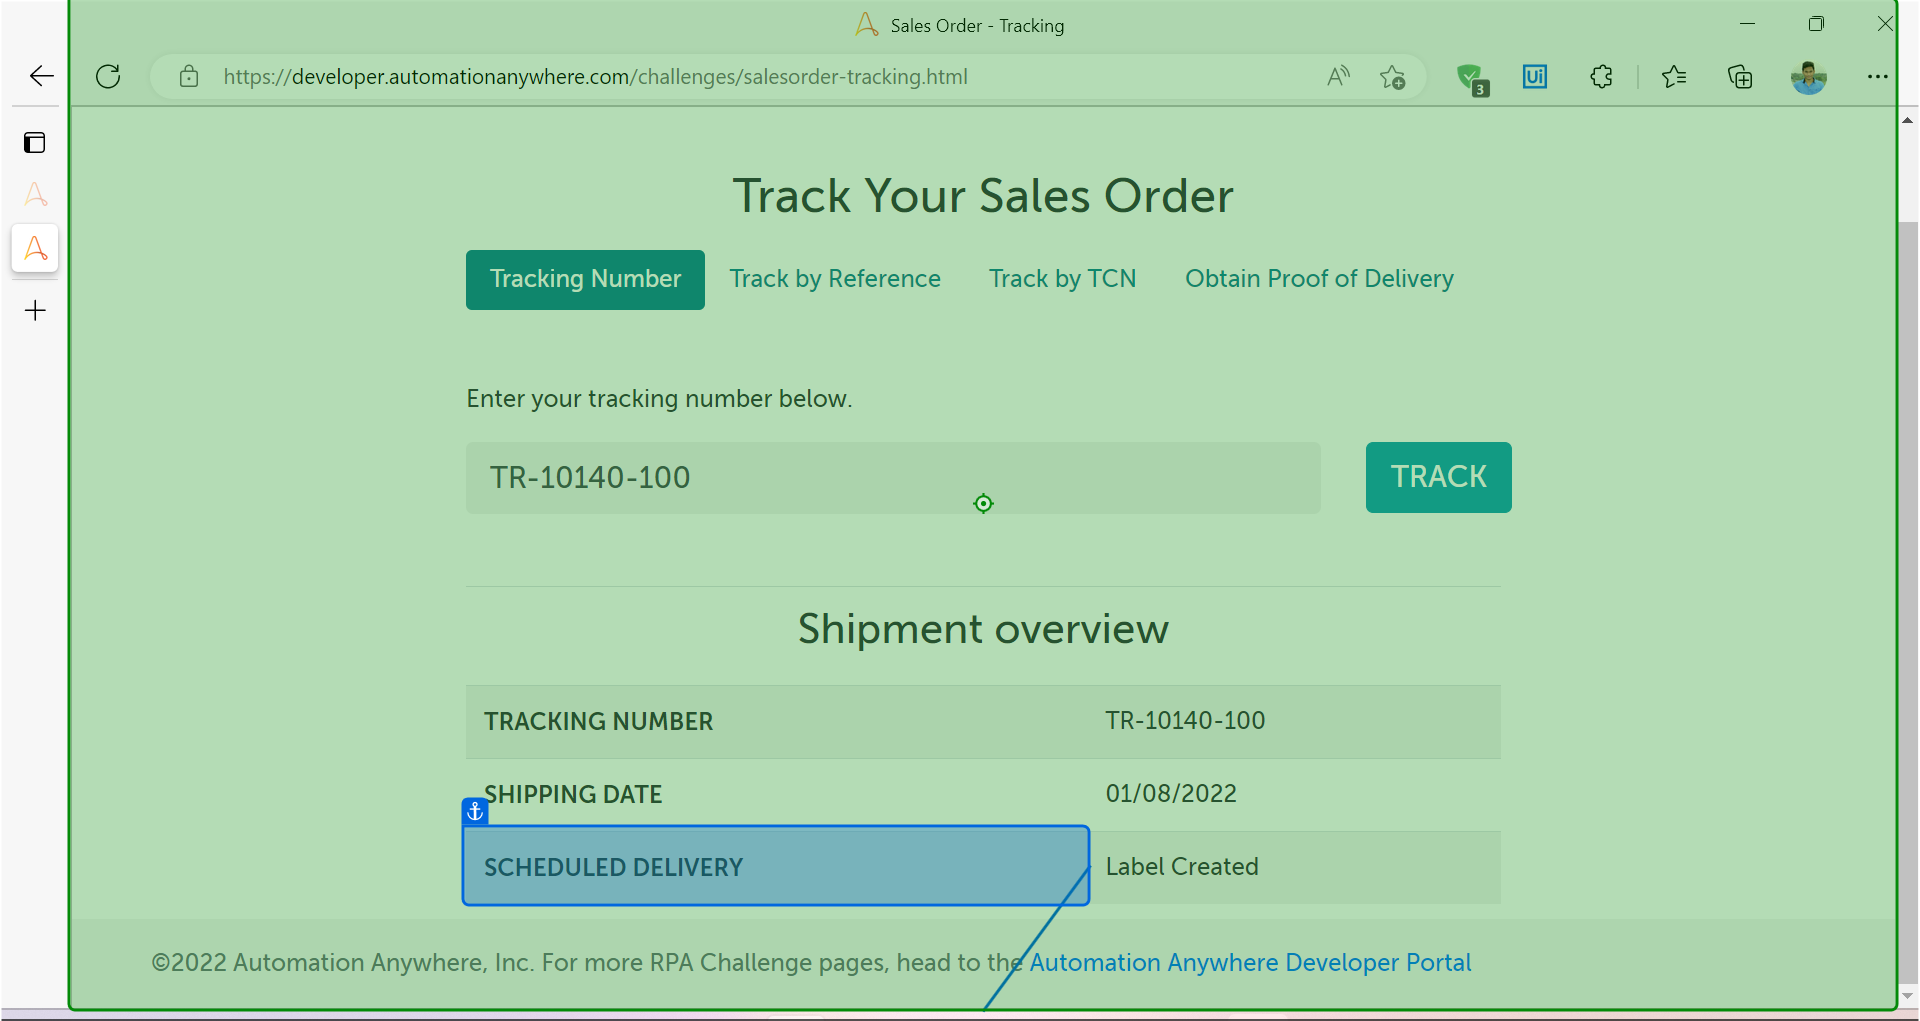 Sales Order - Tracking
https://developer.automationanywhere.com/challenges/salesorder-tracking.html
A
3
Ui
Track Your Sales Order
Tracking Number
Track by Reference
Track by TCN
Obtain Proof of Delivery
Enter your tracking number below.
TR-10140-100
TRACK
Shipment overview
TRACKING NUMBER TR-10140-100
SHIPPING DATE 01/08/2022
SCHEDULED DELIVERY Label Created
©2022 Automation Anywhere, Inc. For more RPA Challenge pages, head to the Automation Anywhere Developer Portal